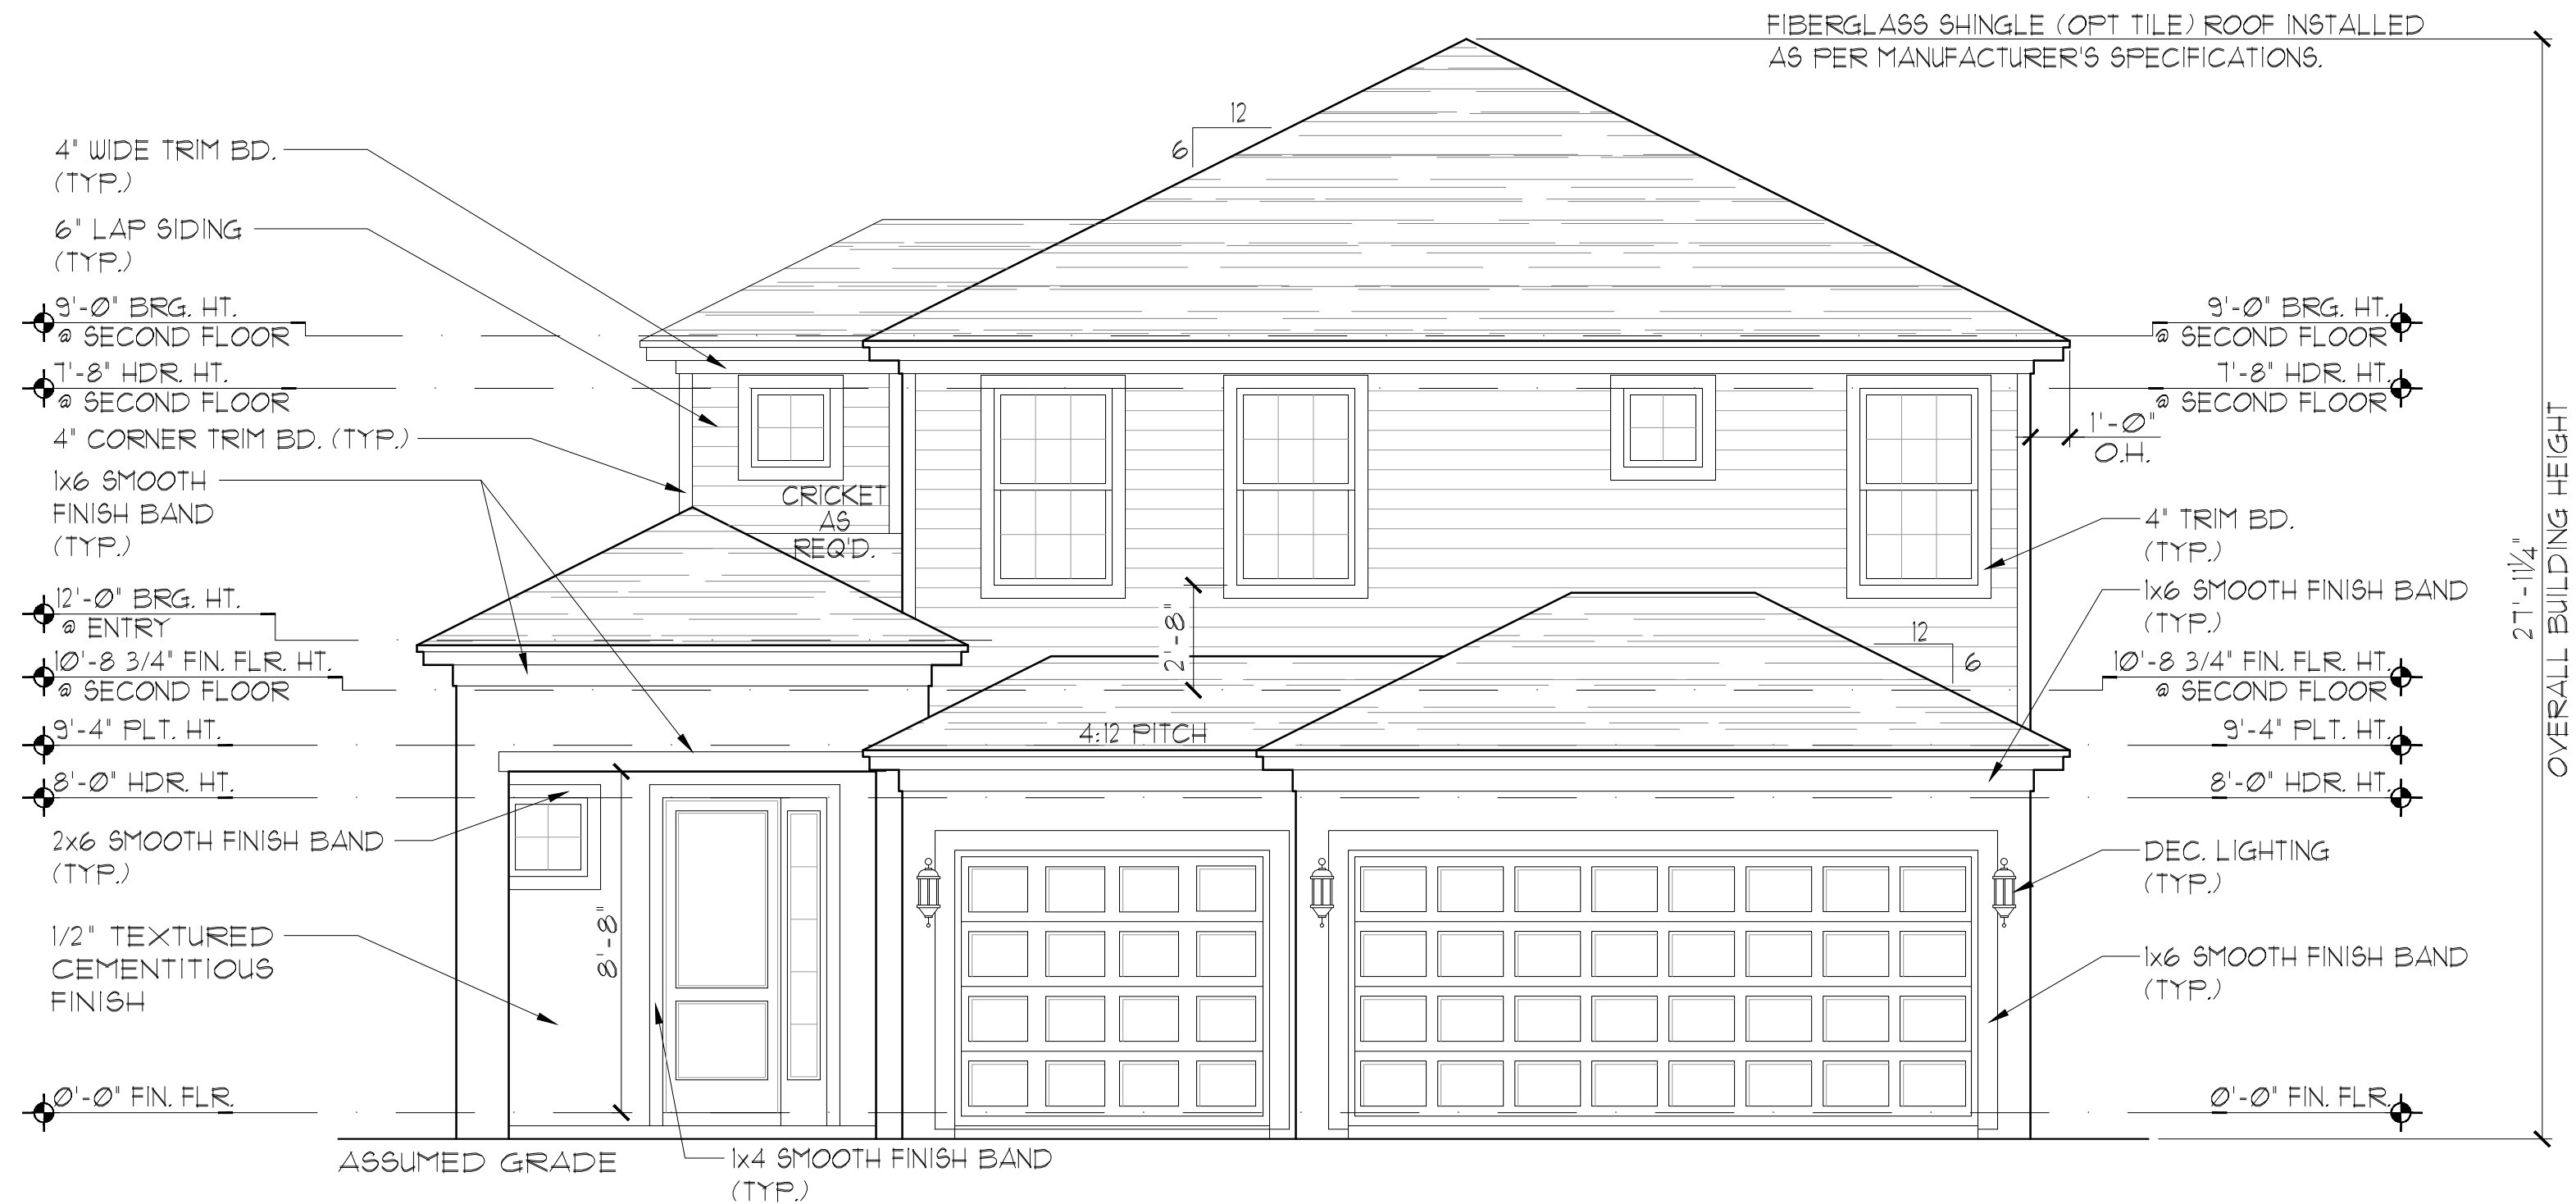 FIBERGLASS SHINGLE (OPT TILE) ROOF INSTALLED
AS PER MANUFACTURER'S SPECIFICATIONS.
12
6
4" WIDE TRIM BD.
(TYP.)
6" LAP SIDING
(TYP.)
9'-0" BRG. HT.
@ SECOND FLOOR
7'-8" HDR. HT.
@ SECOND FLOOR
4" CORNER TRIM BD. (TYP.)
1x6 SMOOTH
FINISH BAND
(TYP.)
12'-0" BRG. HT.
@ ENTRY
10'-8 3/4" FIN. FLR. HT.
@ SECOND FLOOR
9'-4" PLT. HT.
8'-0" HDR. HT.
2x6 SMOOTH FINISH BAND
(TYP.)
1/2" TEXTURED
CEMENTITIOUS
FINISH
0'-0" FIN. FLR.
ASSUMED GRADE
1x4 SMOOTH FINISH BAND
(TYP.)
CRICKET
AS
REQ'D.
2'-8"
4:12 PITCH
8'-8"
12
6
9'-0" BRG. HT.
@ SECOND FLOOR
7'-8" HDR. HT.
@ SECOND FLOOR
1'-0"
O.H.
4" TRIM BD.
(TYP.)
1x6 SMOOTH FINISH BAND
(TYP.)
10'-8 3/4" FIN. FLR. HT.
@ SECOND FLOOR
9'-4" PLT. HT.
8'-0" HDR. HT.
DEC. LIGHTING
(TYP.)
1x6 SMOOTH FINISH BAND
(TYP.)
0'-0" FIN. FLR.
27'-11¼"
OVERALL BUILDING HEIGHT